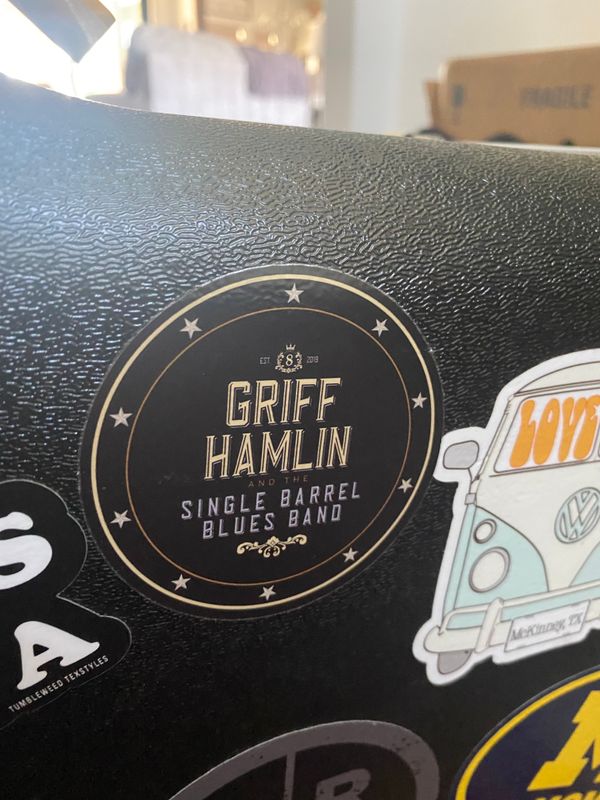 FRAGILE
EST. 8 2019
GRIFF
HAMLIN
AND THE
SINGLE BARREL
BLUES BAND
LOVE
McKinney, TX
S
A
TUMBLEWEED TEXSTYLES
R
M